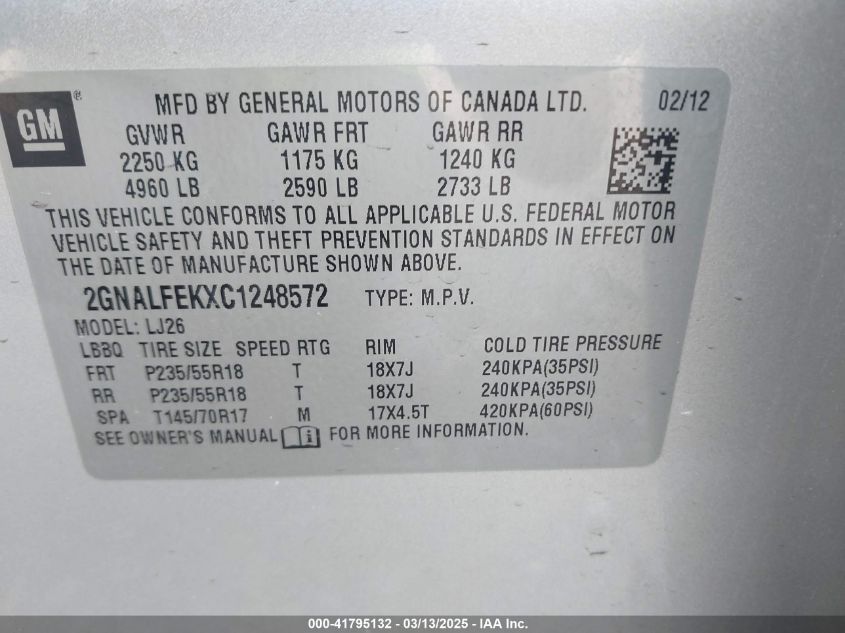 GM ®
MFD BY GENERAL MOTORS OF CANADA LTD. 02/12
GVWR GAWR FRT GAWR RR
2250 KG 1175 KG 1240 KG
4960 LB 2590 LB 2733 LB
THIS VEHICLE CONFORMS TO ALL APPLICABLE U.S. FEDERAL MOTOR
VEHICLE SAFETY AND THEFT PREVENTION STANDARDS IN EFFECT ON
THE DATE OF MANUFACTURE SHOWN ABOVE.
2GNALFEKXC1248572 TYPE: M.P.V.
MODEL: LJ26
LBBQ TIRE SIZE SPEED RTG RIM COLD TIRE PRESSURE
FRT P235/55R18 T 18X7J 240KPA(35PSI)
RR P235/55R18 T 18X7J 240KPA(35PSI)
SPA T145/70R17 M 17X4.5T 420KPA(60PSI)
SEE OWNER'S MANUAL i FOR MORE INFORMATION.
000-41795132 - 03/13/2025 - IAA Inc.